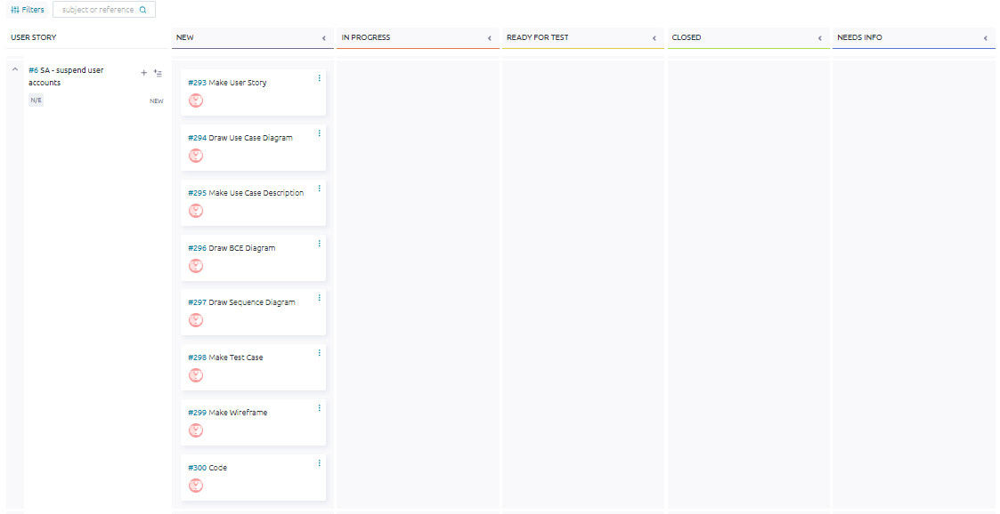 Filters
subject or reference
USER STORY
NEW
IN PROGRESS
READY FOR TEST
CLOSED
NEEDS INFO
#6 SA - suspend user
accounts
N/E
NEW
#293 Make User Story
#294 Draw Use Case Diagram
#295 Make Use Case Description
#296 Draw BCE Diagram
#297 Draw Sequence Diagram
#298 Make Test Case
#299 Make Wireframe
#300 Code